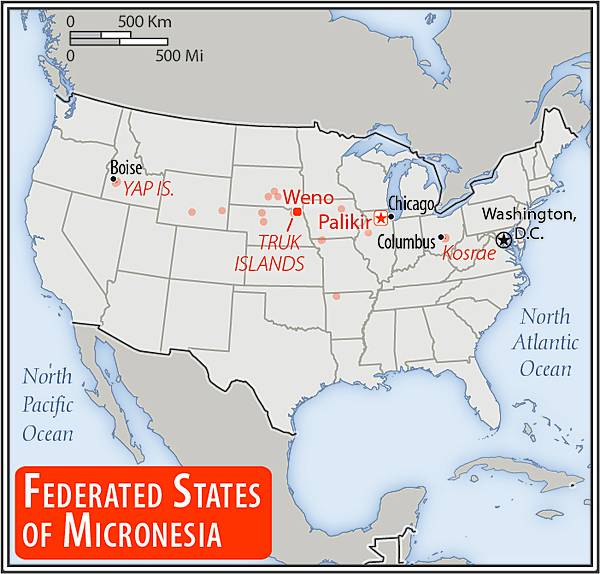 0 500 Km
0 500 Mi
Boise
YAP IS.
Weno
Palikir
Chicago
TRUK
ISLANDS
Columbus
Kosrae
Washington,
D.C.
North
Pacific
Ocean
North
Atlantic
Ocean
FEDERATED STATES
OF MICRONESIA